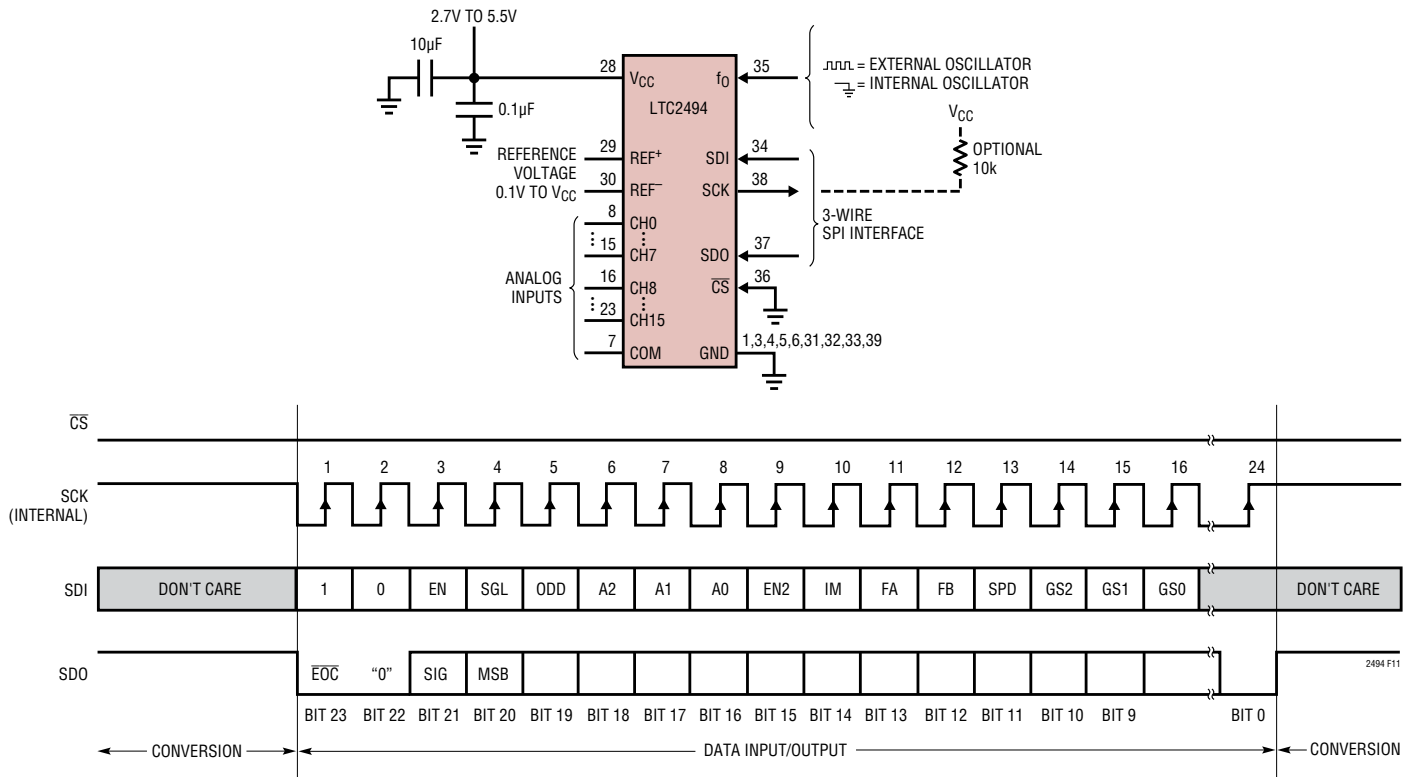 2.7V TO 5.5V
10µF
0.1µF
28
VCC
fO
35
= EXTERNAL OSCILLATOR
= INTERNAL OSCILLATOR
LTC2494
VCC
OPTIONAL
10k
REFERENCE
VOLTAGE
0.1V TO VCC
29
REF+
SDI
34
30
REF–
SCK
38
3-WIRE
SPI INTERFACE
ANALOG
INPUTS
8
CH0
15
CH7
SDO
37
16
CH8
CS
36
23
CH15
7
COM
GND
1,3,4,5,6,31,32,33,39
CS
1 2 3 4 5 6 7 8 9 10 11 12 13 14 15 16 24
SCK
(INTERNAL)
SDI DON'T CARE 1 0 EN SGL ODD A2 A1 A0 EN2 IM FA FB SPD GS2 GS1 GS0 DON'T CARE
SDO EOC “0” SIG MSB
2494 F11
BIT 23 BIT 22 BIT 21 BIT 20 BIT 19 BIT 18 BIT 17 BIT 16 BIT 15 BIT 14 BIT 13 BIT 12 BIT 11 BIT 10 BIT 9 BIT 0
CONVERSION DATA INPUT/OUTPUT CONVERSION